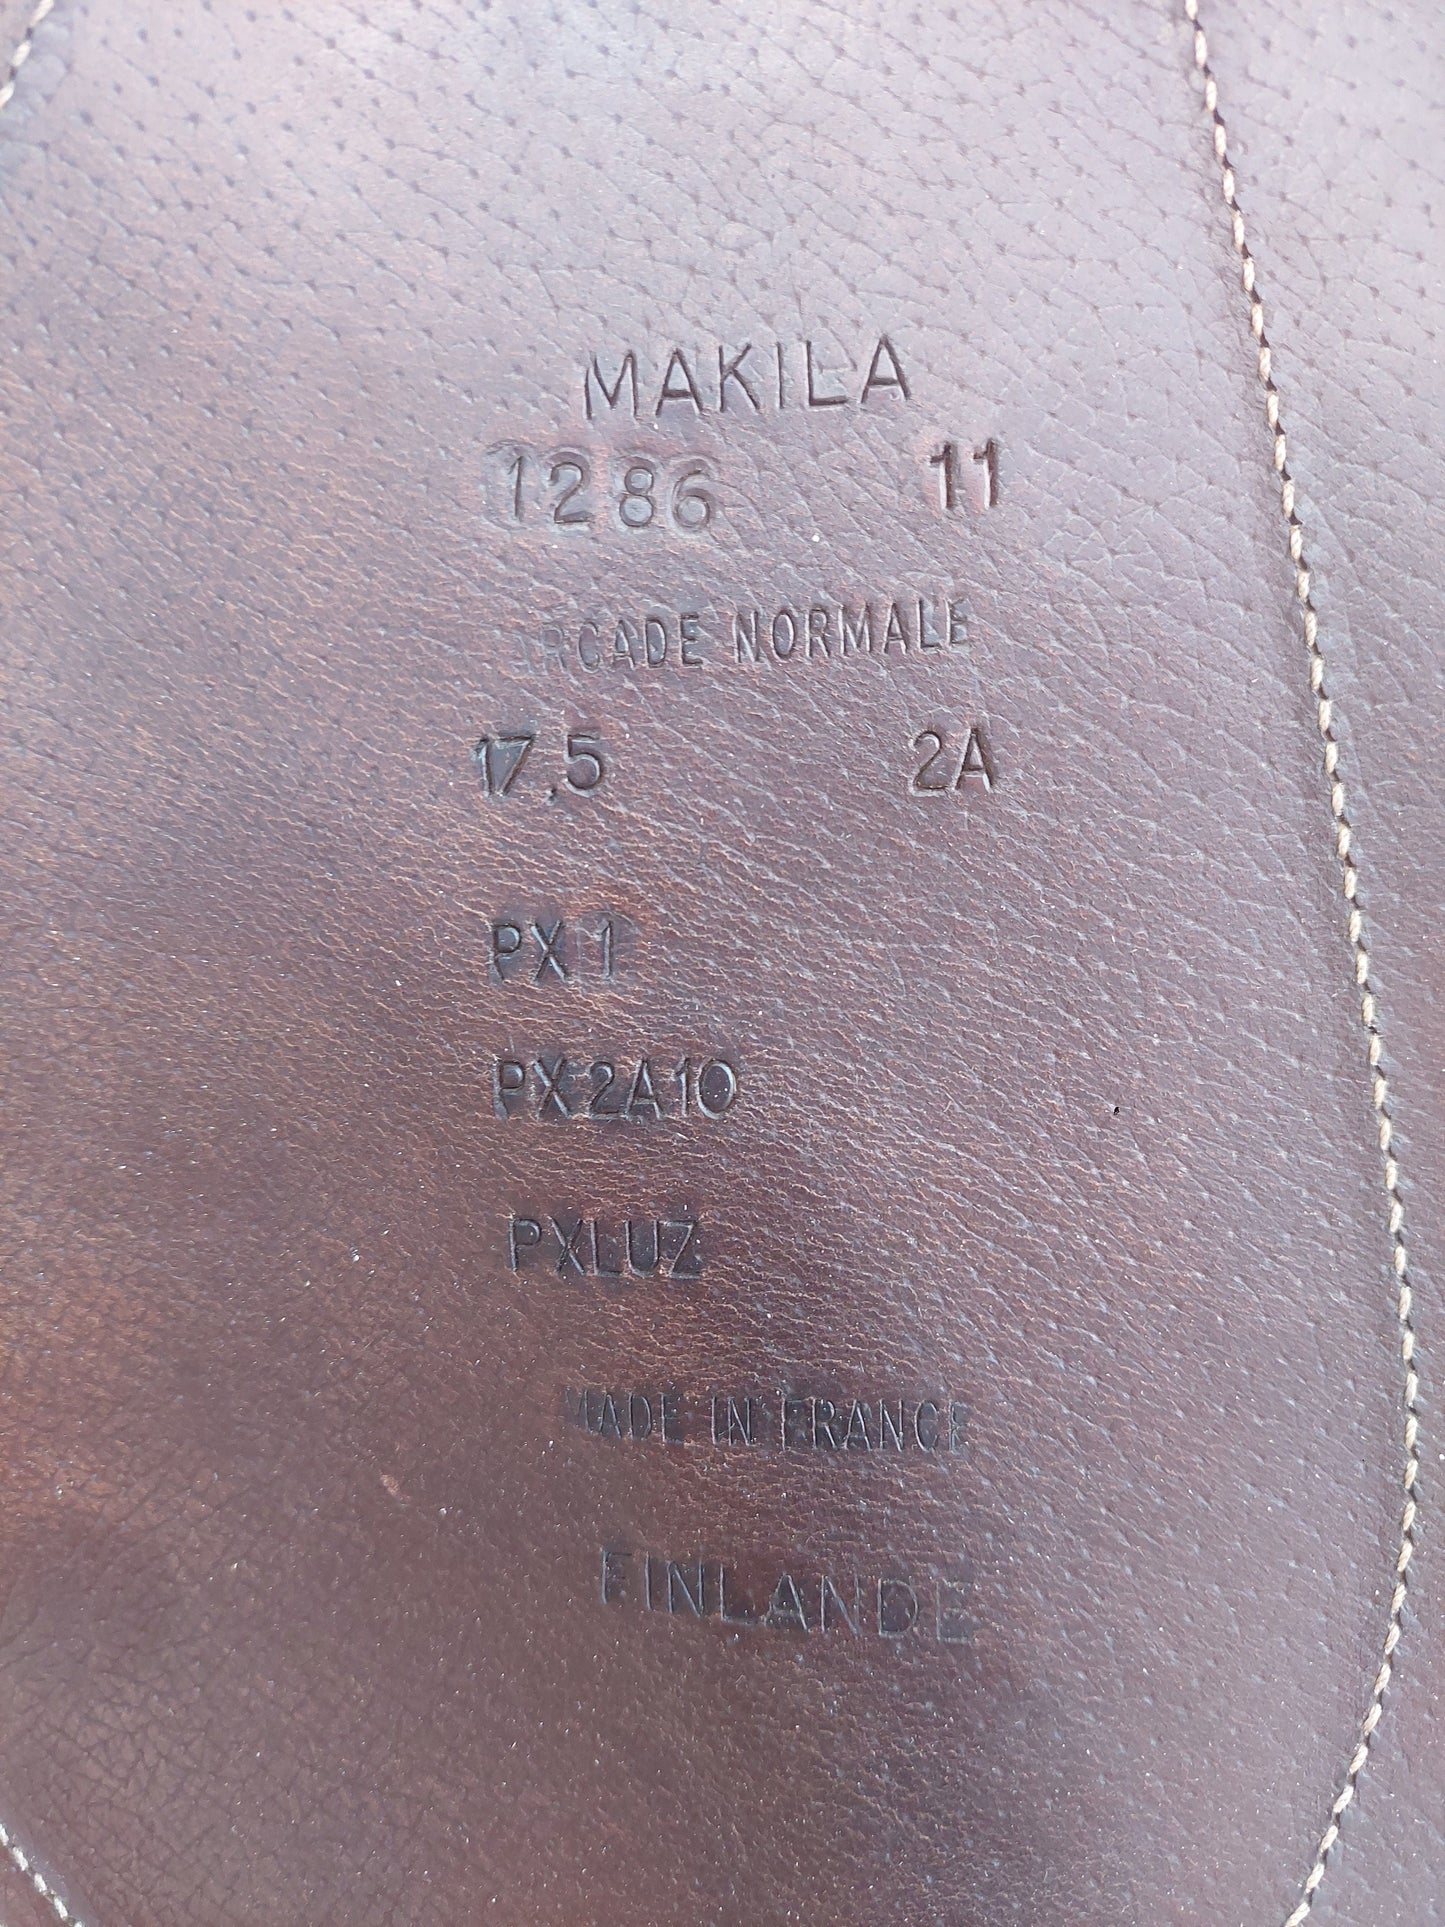 MAKILA
1286 11
ARCADE NORMALE
17,5 2A
PX1
PX2A10
PXLUZ
MADE IN FRANCE
FINLANDE